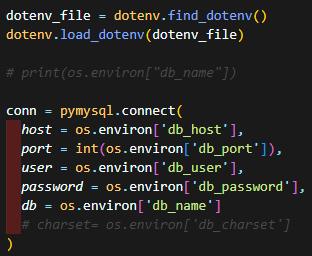 dotenv_file = dotenv.find_dotenv()
dotenv.load_dotenv(dotenv_file)
# print(os.environ["db_name"])
conn = pymysql.connect(
host = os.environ['db_host'],
port = int(os.environ['db_port']),
user = os.environ['db_user'],
password = os.environ['db_password'],
db = os.environ['db_name']
# charset= os.environ['db_charset']
)